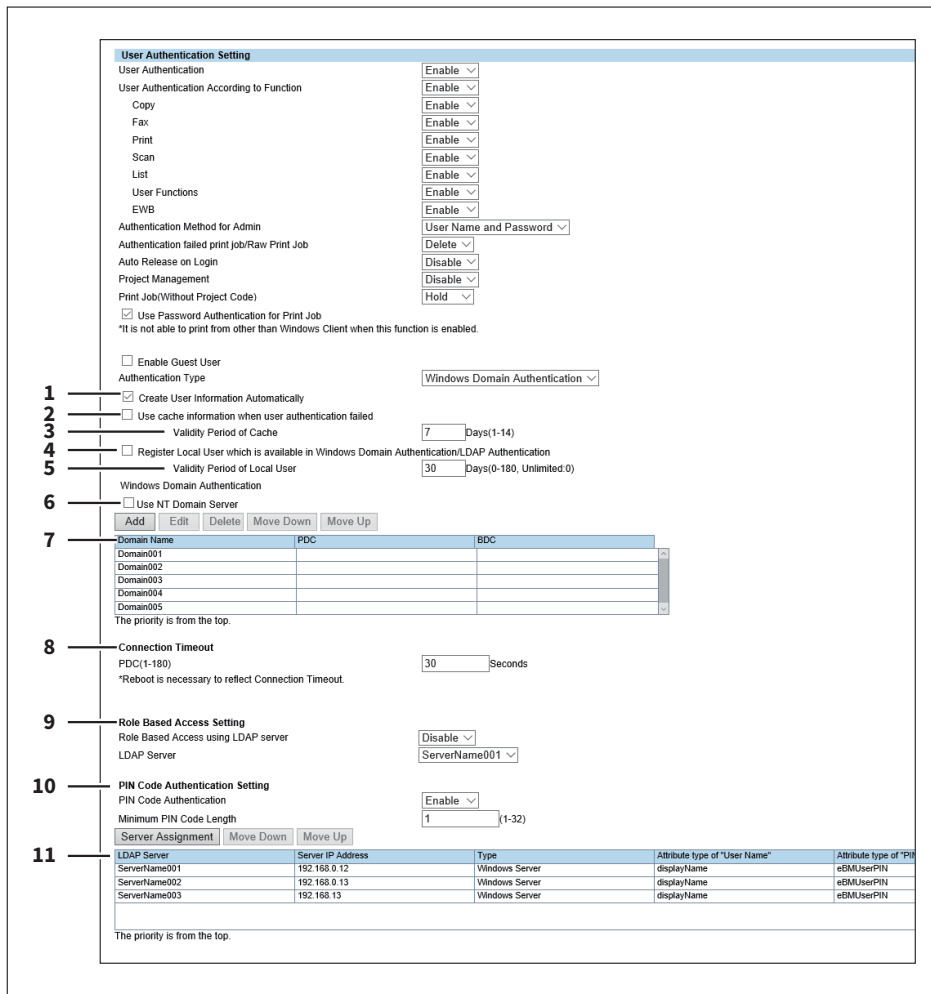 User Authentication Setting
User Authentication Enable
User Authentication According to Function Enable
Copy Enable
Fax Enable
Print Enable
Scan Enable
List Enable
User Functions Enable
EWB Enable
Authentication Method for Admin User Name and Password
Authentication failed print job/Raw Print Job Delete
Auto Release on Login Disable
Project Management Disable
Print Job(Without Project Code) Hold
Use Password Authentication for Print Job
*It is not able to print from other than Windows Client when this function is enabled.
Enable Guest User
Authentication Type Windows Domain Authentication
1 Create User Information Automatically
2 Use cache information when user authentication failed
3 Validity Period of Cache 7 Days(1-14)
4 Register Local User which is available in Windows Domain Authentication/LDAP Authentication
5 Validity Period of Local User 30 Days(0-180, Unlimited:0)
Windows Domain Authentication
6 Use NT Domain Server
Add Edit Delete Move Down Move Up
7 Domain Name PDC BDC
Domain001
Domain002
Domain003
Domain004
Domain005
The priority is from the top.
8 Connection Timeout
PDC(1-180) 30 Seconds
*Reboot is necessary to reflect Connection Timeout.
9 Role Based Access Setting
Role Based Access using LDAP server Disable
LDAP Server ServerName001
10 PIN Code Authentication Setting
PIN Code Authentication Enable
Minimum PIN Code Length 1 (1-32)
Server Assignment Move Down Move Up
11 LDAP Server Server IP Address Type Attribute type of "User Name" Attribute type of "PIN
ServerName001 192.168.0.12 Windows Server displayName eBMUserPIN
ServerName002 192.168.0.13 Windows Server displayName eBMUserPIN
ServerName003 192.168.13 Windows Server displayName eBMUserPIN
The priority is from the top.